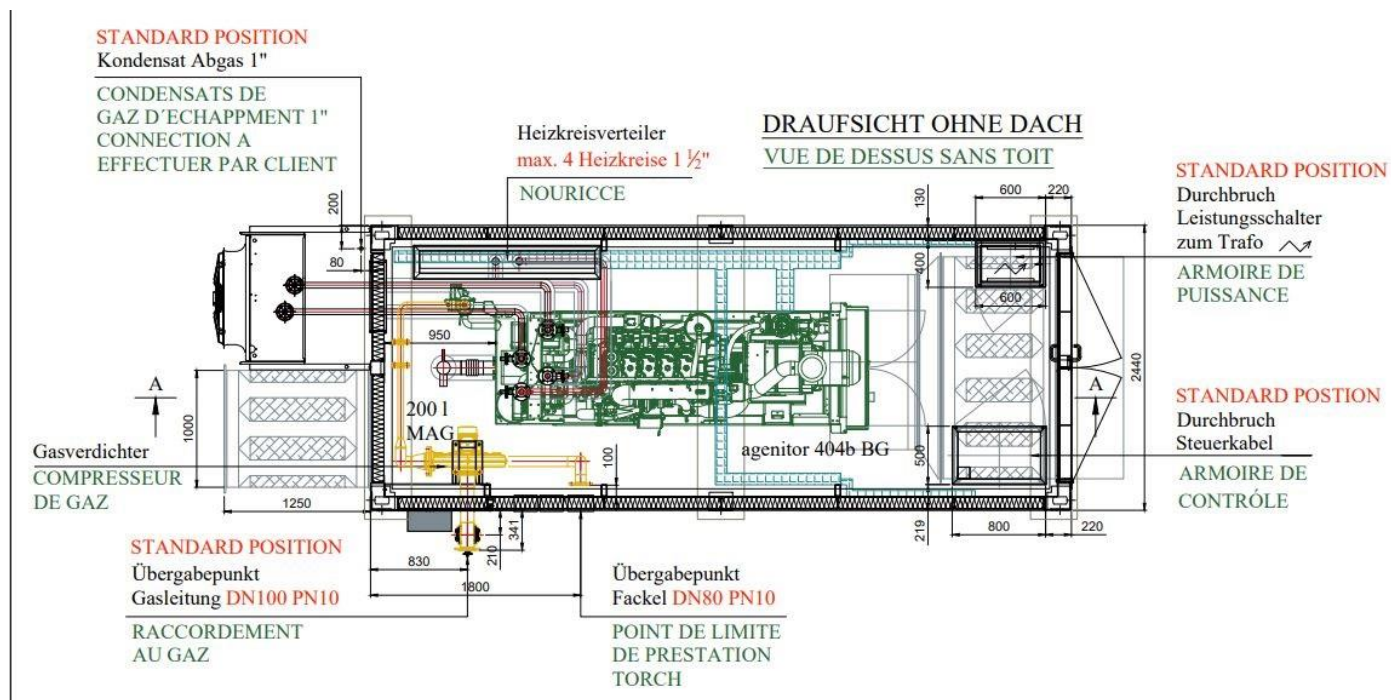 STANDARD POSITION
Kondensat Abgas 1"
CONDENSATS DE
GAZ D´ECHAPPMENT 1"
CONNECTION A
EFFECTUER PAR CLIENT
Heizkreisverteiler
max. 4 Heizkreise 1 ½"
NOURICCE
DRAUFSICHT OHNE DACH
VUE DE DESSUS SANS TOIT
STANDARD POSITION
Durchbruch
Leistungsschalter
zum Trafo
ARMOIRE DE
PUISSANCE
200
80
130
600
220
400
600
950
2440
A
A
1000
1250
200 l
MAG
agenitor 404b BG
100
500
Gasverdichter
COMPRESSEUR
DE GAZ
STANDARD POSTION
Durchbruch
Steuerkabel
ARMOIRE DE
CONTRÓLE
341
210
219
800
220
830
1800
STANDARD POSITION
Übergabepunkt
Gasleitung DN100 PN10
RACCORDEMENT
AU GAZ
Übergabepunkt
Fackel DN80 PN10
POINT DE LIMITE
DE PRESTATION
TORCH